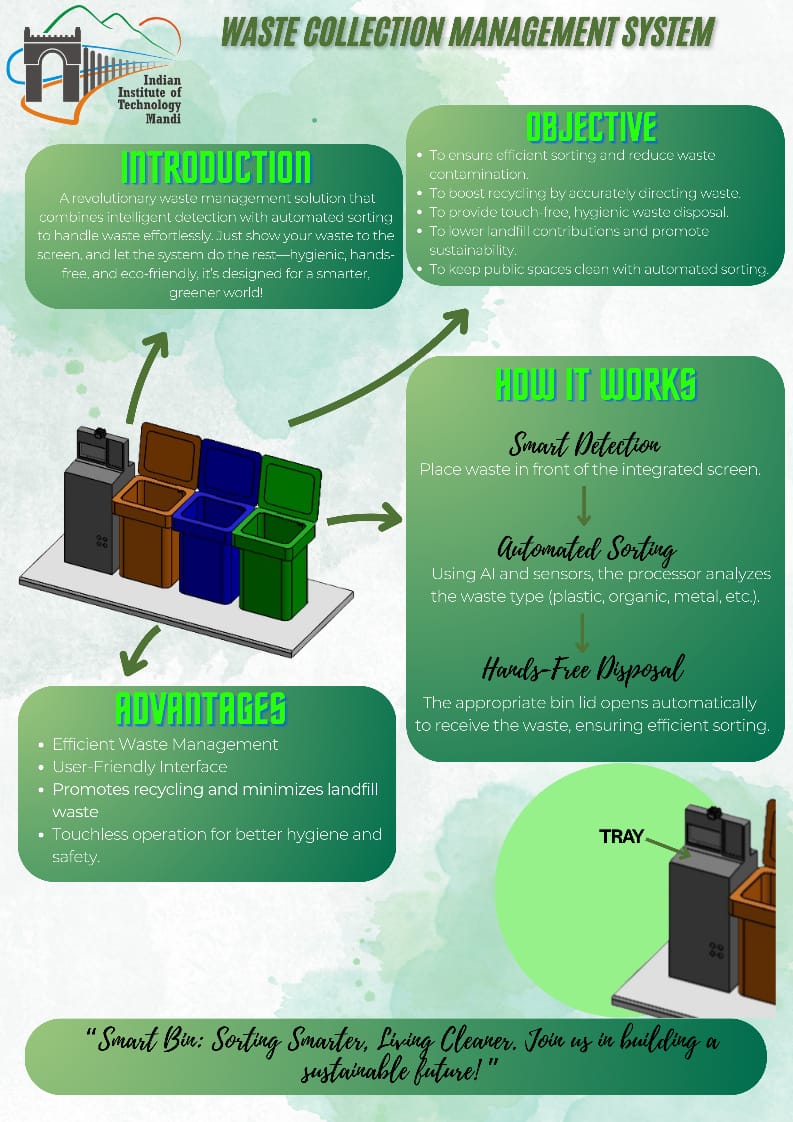 WASTE COLLECTION MANAGEMENT SYSTEM
Indian
Institute of
Technology
Mandi
INTRODUCTION
A revolutionary waste management solution that
combines intelligent detection with automated sorting
to handle waste effortlessly. Just show your waste to the
screen, and let the system do the rest—hygienic, hands-
free, and eco-friendly, it's designed for a smarter,
greener world!
OBJECTIVE
• To ensure efficient sorting and reduce waste
contamination.
• To boost recycling by accurately directing waste.
• To provide touch-free, hygienic waste disposal.
• To lower landfill contributions and promote
sustainability.
• To keep public spaces clean with automated sorting.
HOW IT WORKS
Smart Detection
Place waste in front of the integrated screen.
Automated Sorting
Using AI and sensors, the processor analyzes
the waste type (plastic, organic, metal, etc.).
Hands-Free Disposal
The appropriate bin lid opens automatically
to receive the waste, ensuring efficient sorting.
ADVANTAGES
• Efficient Waste Management
• User-Friendly Interface
• Promotes recycling and minimizes landfill
waste
• Touchless operation for better hygiene and
safety.
TRAY
“ Smart Bin: Sorting Smarter, Living Cleaner. Join us in building a
sustainable future! ”